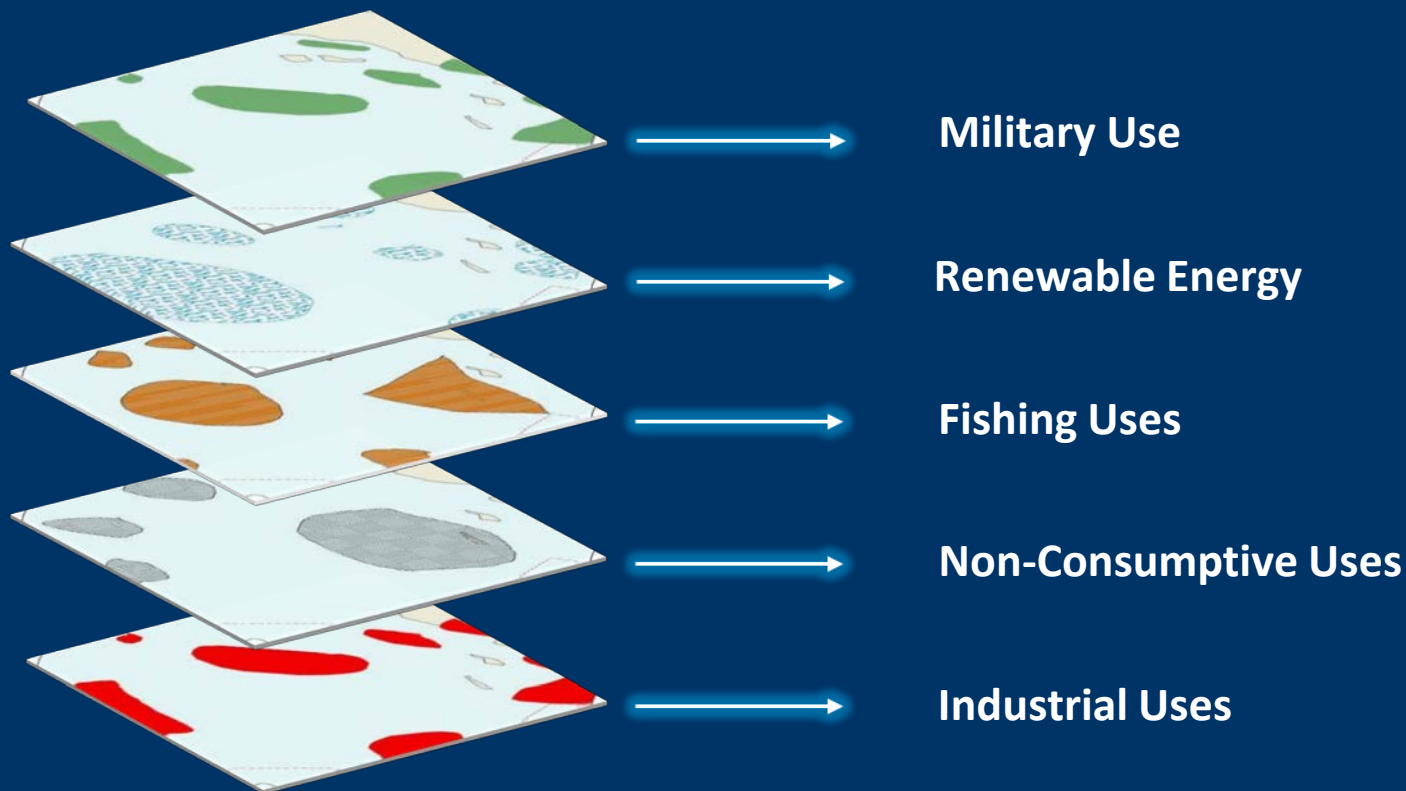 Military Use
Renewable Energy
Fishing Uses
Non-Consumptive Uses
Industrial Uses